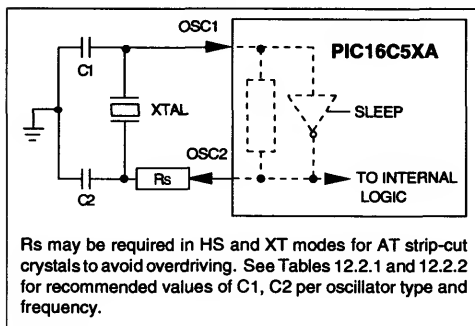 OSC1
PIC16C5XA
C1
XTAL
SLEEP
OSC2
Rs
C2
TO INTERNAL
LOGIC
Rs may be required in HS and XT modes for AT strip-cut
crystals to avoid overdriving. See Tables 12.2.1 and 12.2.2
for recommended values of C1, C2 per oscillator type and
frequency.